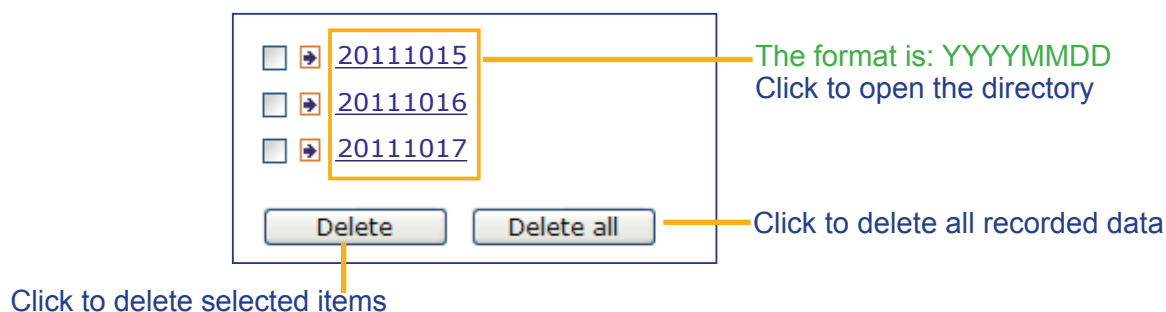 20111015
The format is: YYYYMMDD
Click to open the directory
20111016
20111017
Delete
Delete all
Click to delete all recorded data
Click to delete selected items